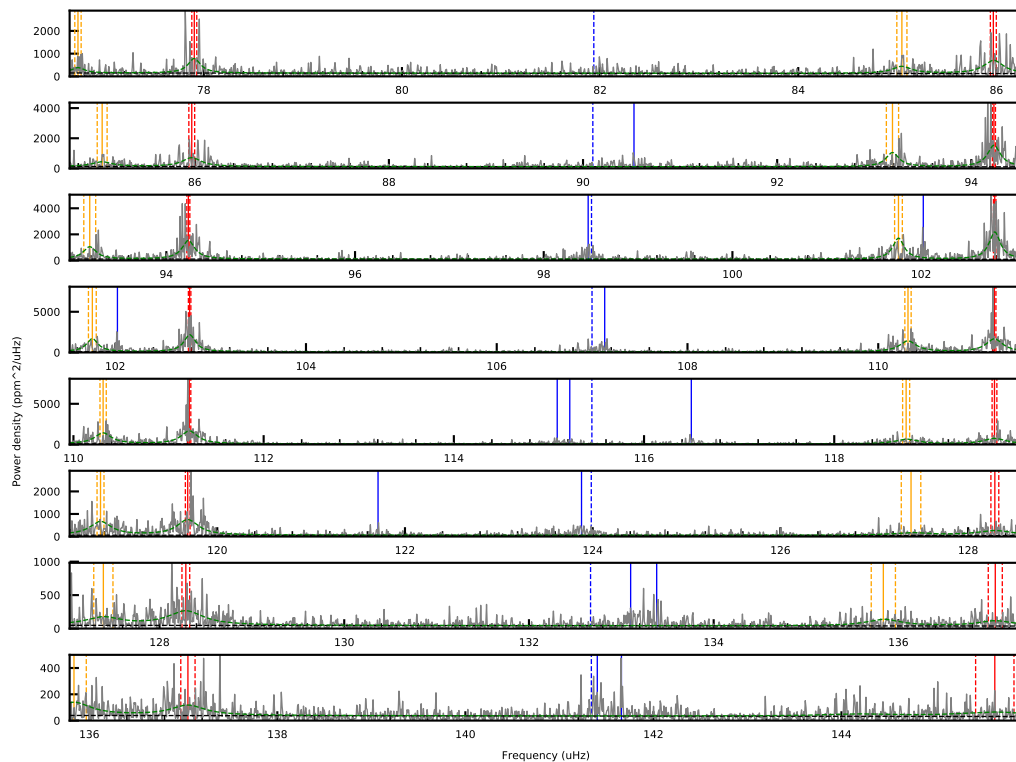 2000
1000
0
78 80 82 84 86
4000
2000
0
86 88 90 92 94
4000
2000
0
94 96 98 100 102
5000
0
102 104 106 108 110
5000
0
110 112 114 116 118
Power density (ppm^2/uHz)
2000
1000
0
120 122 124 126 128
1000
500
0
128 130 132 134 136
400
200
0
136 138 140 142 144
Frequency (uHz)